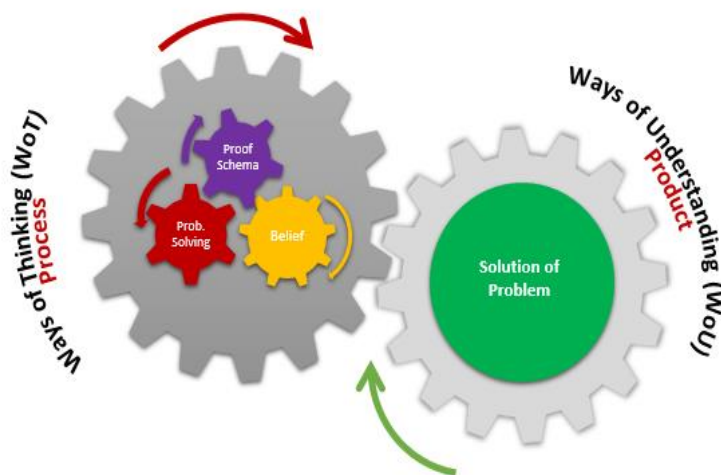 Ways of Thinking (WoT)
Process
Proof
Schema
Prob.
Solving
Belief
Ways of Understanding (WoU)
Product
Solution of
Problem